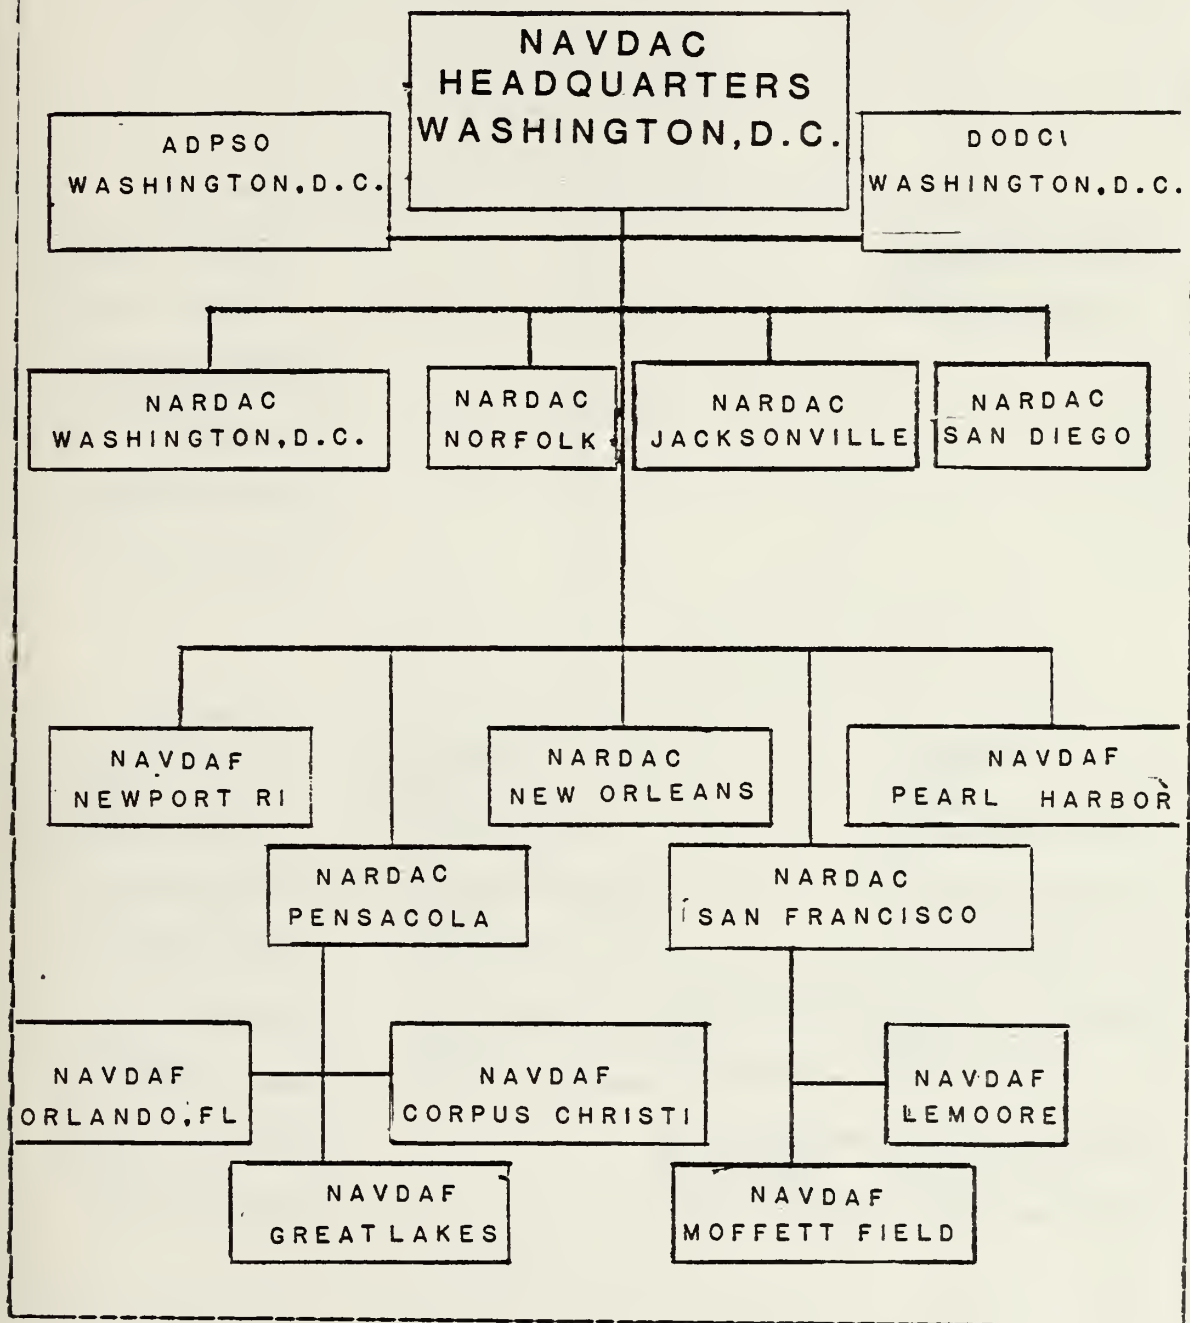 NAVDAC
HEADQUARTERS
WASHINGTON, D.C.
ADPSO
WASHINGTON, D.C.
DODCI
WASHINGTON, D.C.
NARDAC
WASHINGTON, D.C.
NARDAC
NORFOLK
NARDAC
JACKSONVILLE
NARDAC
SAN DIEGO
NAVDAF
NEWPORT RI
NARDAC
NEW ORLEANS
NAVDAF
PEARL HARBOR
NARDAC
PENSACOLA
NARDAC
SAN FRANCISCO
NAVDAF
ORLANDO, FL
NAVDAF
CORPUS CHRISTI
NAVDAF
LEMOORE
NAVDAF
GREAT LAKES
NAVDAF
MOFFETT FIELD